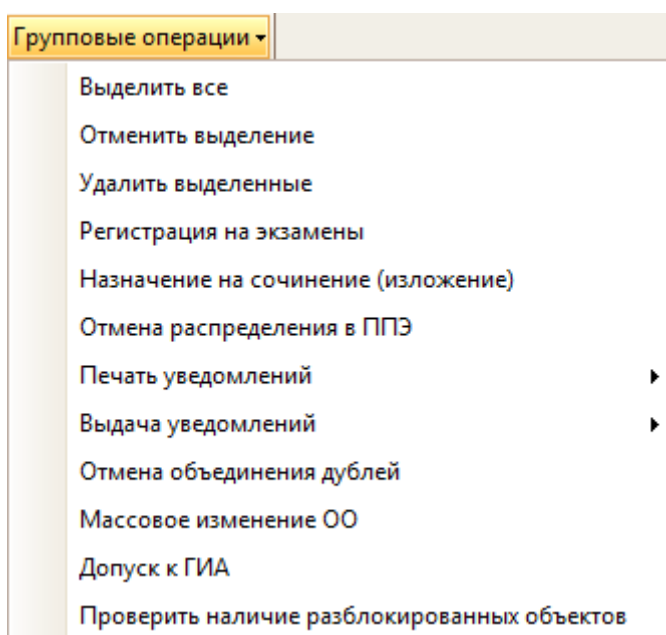 Групповые операции
Выделить все
Отменить выделение
Удалить выделенные
Регистрация на экзамены
Назначение на сочинение (изложение)
Отмена распределения в ППЭ
Печать уведомлений
Выдача уведомлений
Отмена объединения дублей
Массовое изменение ОО
Допуск к ГИА
Проверить наличие разблокированных объектов